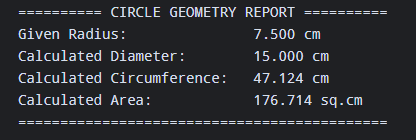 ========== CIRCLE GEOMETRY REPORT ==========
Given Radius:               7.500 cm
Calculated Diameter:        15.000 cm
Calculated Circumference:   47.124 cm
Calculated Area:            176.714 sq.cm
============================================